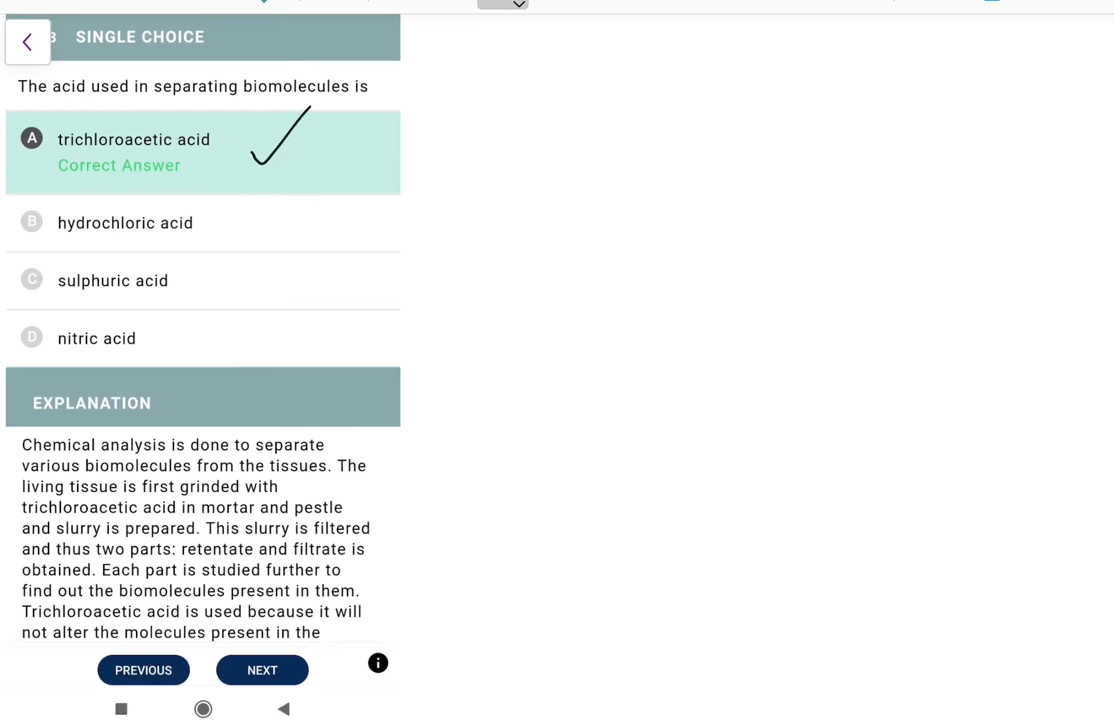 3 SINGLE CHOICE
The acid used in separating biomolecules is
A trichloroacetic acid
Correct Answer
B hydrochloric acid
C sulphuric acid
D nitric acid
EXPLANATION
Chemical analysis is done to separate
various biomolecules from the tissues. The
living tissue is first grinded with
trichloroacetic acid in mortar and pestle
and slurry is prepared. This slurry is filtered
and thus two parts: retentate and filtrate is
obtained. Each part is studied further to
find out the biomolecules present in them.
Trichloroacetic acid is used because it will
not alter the molecules present in the
PREVIOUS NEXT